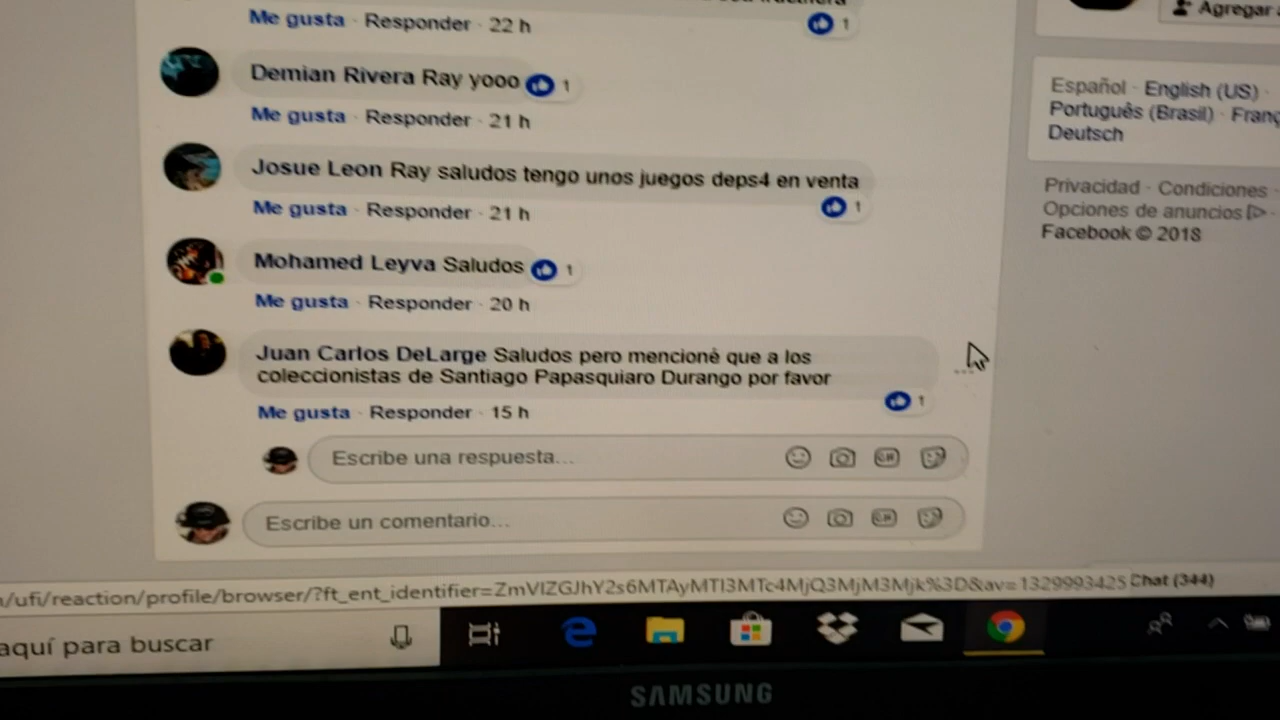 Me gusta · Responder · 22 h
1
Agregar a
Demian Rivera Ray yooo
1
Me gusta · Responder · 21 h
Josue Leon Ray saludos tengo unos juegos deps4 en venta
1
Me gusta · Responder · 21 h
Mohamed Leyva Saludos
1
Me gusta · Responder · 20 h
Juan Carlos DeLarge Saludos pero mencioné que a los
coleccionistas de Santiago Papasquiaro Durango por favor
1
Me gusta · Responder · 15 h
Escribe una respuesta...
GIF
Escribe un comentario...
GIF
Español · English (US) ·
Português (Brasil) · Franç
Deutsch
Privacidad · Condiciones ·
Opciones de anuncios
Facebook © 2018
/ufi/reaction/profile/browser/?ft_ent_identifier=ZmVlZGJhY2s6MTAyMTI3MTc4MjQ3MjM3Mjk%3D&av=1329993425
Chat (344)
aquí para buscar
SAMSUNG